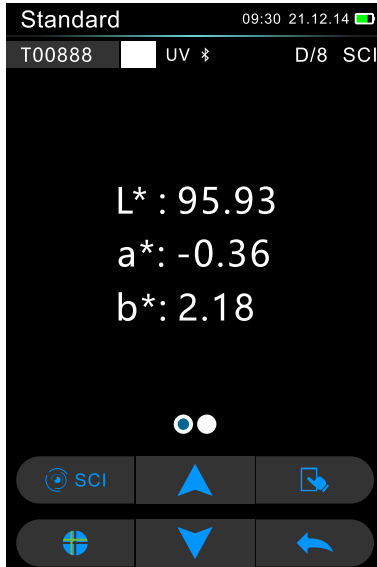 Standard 09:30 21.12.14
T00888 UV D/8 SCI
L* : 95.93
a*: -0.36
b*: 2.18
SCI